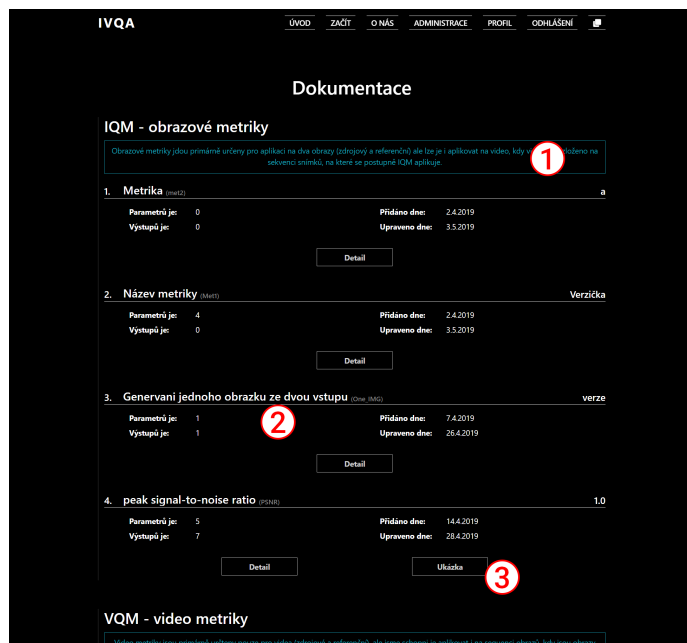 IVQA
ÚVOD ZAČÍT O NÁS ADMINISTRACE PROFIL ODHLÁŠENÍ
Dokumentace
IQM - obrazové metriky
Obrazové metriky jdou primárně určeny pro aplikaci na dva obrazy (zdrojový a referenční) ale lze je i aplikovat na video, kdy zloženo na
sekvenci snímků, na které se postupně IQM aplikuje.
1
1. Metrika (met2) a
Parametrů je: 0 Přidáno dne: 2.4.2019
Výstupů je: 0 Upraveno dne: 3.5.2019
Detail
2. Název metriky (Met1) Verzička
Parametrů je: 4 Přidáno dne: 2.4.2019
Výstupů je: 0 Upraveno dne: 3.5.2019
Detail
3. Genervani jednoho obrazku ze dvou vstupu (One_IMG) verze
Parametrů je: 1 Přidáno dne: 7.4.2019
Výstupů je: 1 Upraveno dne: 26.4.2019
2
Detail
4. peak signal-to-noise ratio (PSNR) 1.0
Parametrů je: 5 Přidáno dne: 14.4.2019
Výstupů je: 7 Upraveno dne: 28.4.2019
Detail Ukázka
3
VQM - video metriky